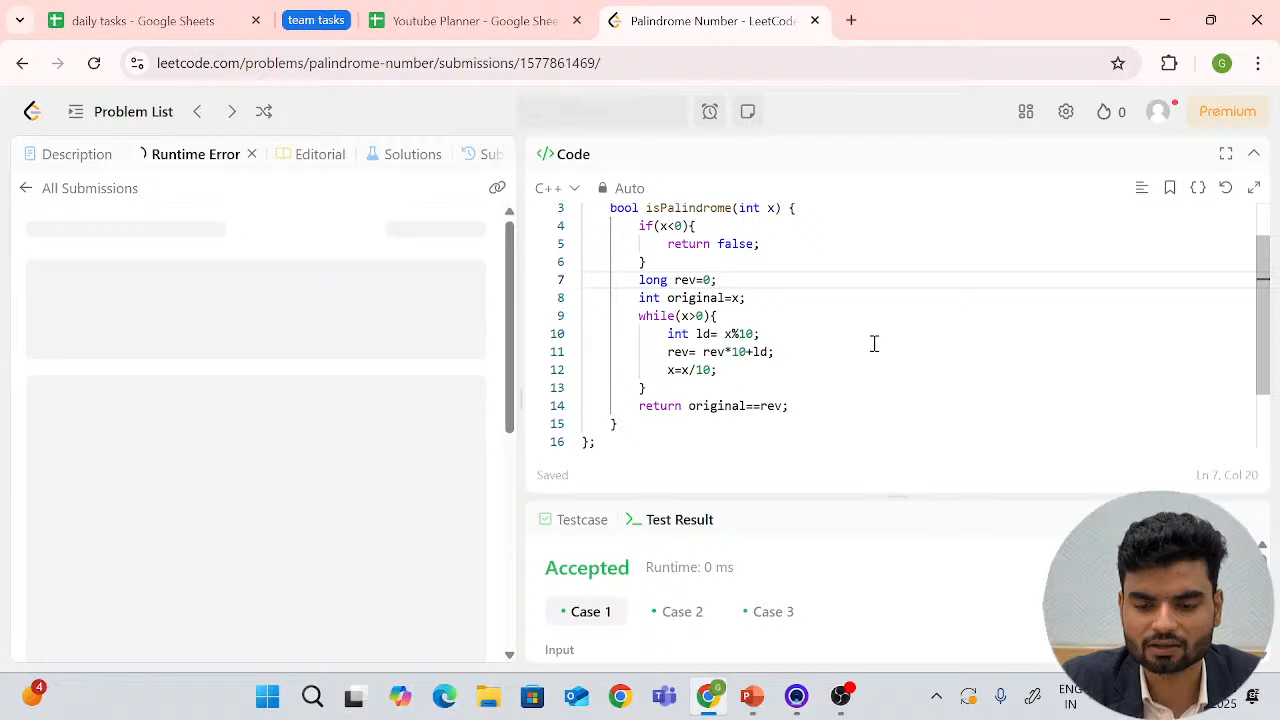 daily tasks - Google Sheets
team tasks
Youtube Planner - Google Shee
Palindrome Number - LeetCode
leetcode.com/problems/palindrome-number/submissions/1577861469/
G
Problem List
0
Premium
Description
Runtime Error
Editorial
Solutions
Sub
All Submissions
</> Code
C++
Auto
3 bool isPalindrome(int x) {
4 if(x<0){
5 return false;
6 }
7 long rev=0;
8 int original=x;
9 while(x>0){
10 int ld= x%10;
11 rev= rev*10+ld;
12 x=x/10;
13 }
14 return original==rev;
15 }
16 };
Saved
Ln 7, Col 20
Testcase
>_ Test Result
Accepted
Runtime: 0 ms
• Case 1
• Case 2
• Case 3
Input
4
G
ENG
IN
2025